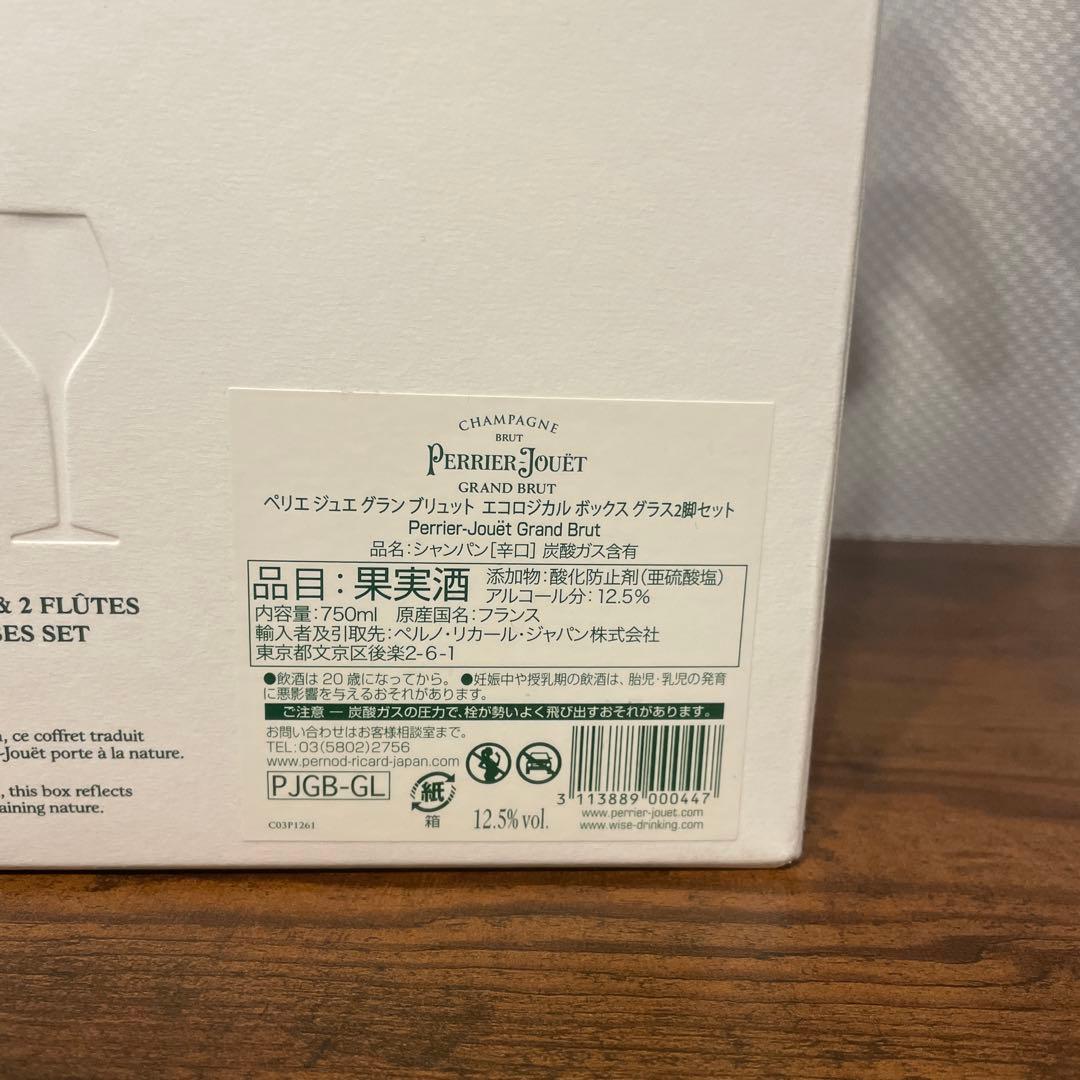 & 2 FLÛTES
SET
, ce coffret traduit
-Jouët porte à la nature.
, this box reflects
nature.
CHAMPAGNE
BRUT
PERRIER-JOUËT
GRAND BRUT
ペリエ ジュエ グラン ブリュット エコロジカル ボックス グラス2脚セット
Perrier-Jouët Grand Brut
品名:シャンパン[辛口] 炭酸ガス含有
品目:果実酒 添加物:酸化防止剤(亜硫酸塩)
アルコール分:12.5%
内容量:750ml 原産国名:フランス
輸入者及引取先:ペルノ・リカール・ジャパン株式会社
東京都文京区後楽2-6-1
●飲酒は20歳になってから。 ●妊娠中や授乳期の飲酒は、胎児・乳児の発育
に悪影響を与えるおそれがあります。
ご注意 ― 炭酸ガスの圧力で、栓が勢いよく飛び出すおそれがあります。
お問い合わせはお客様相談室まで。
TEL:03(5802)2756
www.pernod-ricard-japan.com
PJGB-GL
紙
箱
12.5% vol.
3 113889 000447
www.perrier-jouet.com
www.wise-drinking.com
C03P1261